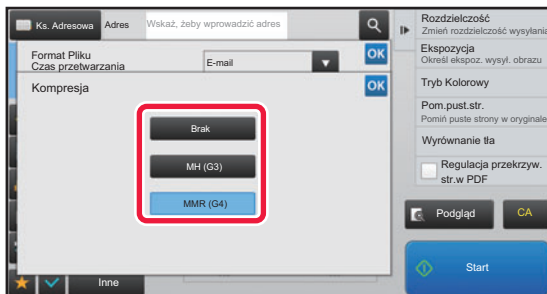 Ks. Adresowa
Adres
Wskaż, żeby wprowadzić adres
Format Pliku
Czas przetwarzania
E-mail
OK
Kompresja
OK
Brak
MH (G3)
MMR (G4)
Inne
Rozdzielczość
Zmień rozdzielczość wysyłania
Ekspozycja
Określ ekspoz. wysył. obrazu
Tryb Kolorowy
Pom.pust.str.
Pomiń puste strony w oryginale
Wyrównanie tła
Regulacja przekrzyw.
str.w PDF
Podgląd
CA
Start